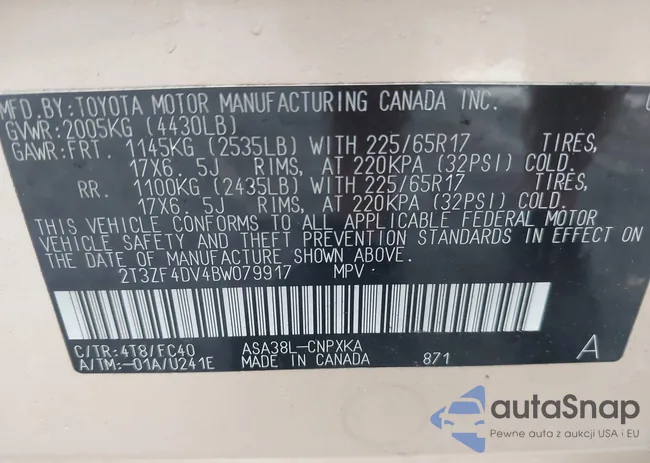 MFD. BY: TOYOTA MOTOR MANUFACTURING CANADA INC.
GVWR: 2005KG (4430LB)
GAWR: FRT. 1145KG (2535LB) WITH 225/65R17 TIRES,
17X6. 5J RIMS, AT 220KPA (32PSI) COLD.
RR. 1100KG (2435LB) WITH 225/65R17 TIRES,
17X6. 5J RIMS, AT 220KPA (32PSI) COLD.
THIS VEHICLE CONFORMS TO ALL APPLICABLE FEDERAL MOTOR
VEHICLE SAFETY AND THEFT PREVENTION STANDARDS IN EFFECT ON
THE DATE OF MANUFACTURE SHOWN ABOVE.
2T3ZF4DV4BW079917 MPV
C/TR: 4T8/FC40 ASA38L-CNPXKA A
A/TM: -01A/U241E MADE IN CANADA 871
autaSnap
Pewne auta z aukcji USA i EU